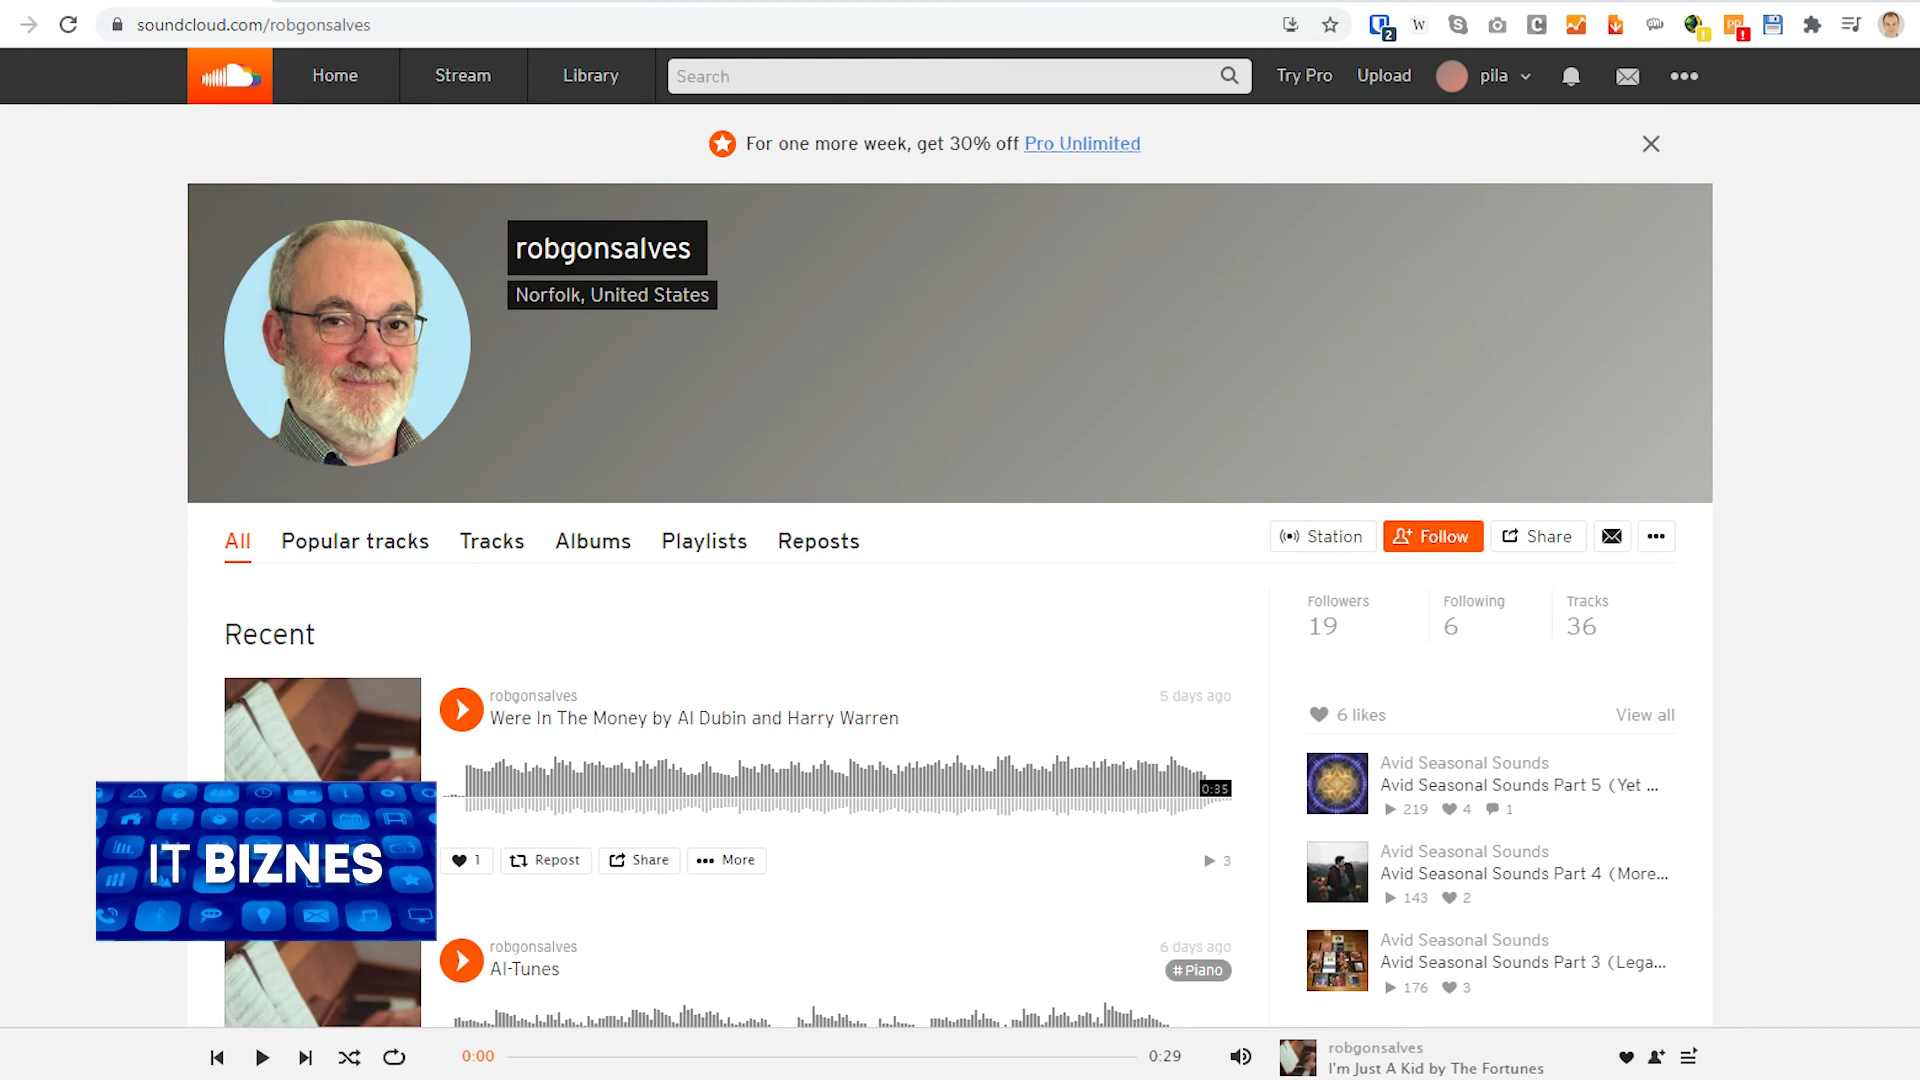 soundcloud.com/robgonsalves
2
W
Home
Stream
Library
Search
Try Pro
Upload
pila
For one more week, get 30% off Pro Unlimited
robgonsalves
Norfolk, United States
All
Popular tracks
Tracks
Albums
Playlists
Reposts
Station
Follow
Share
Followers
19
Following
6
Tracks
36
Recent
robgonsalves
5 days ago
Were In The Money by Al Dubin and Harry Warren
0:35
1
Repost
Share
More
3
IT BIZNES
robgonsalves
6 days ago
AI-Tunes
# Piano
6 likes
View all
Avid Seasonal Sounds
Avid Seasonal Sounds Part 5 (Yet ...
219
4
1
Avid Seasonal Sounds
Avid Seasonal Sounds Part 4 (More...
143
2
Avid Seasonal Sounds
Avid Seasonal Sounds Part 3 (Lega...
176
3
0:00
0:29
robgonsalves
I'm Just A Kid by The Fortunes